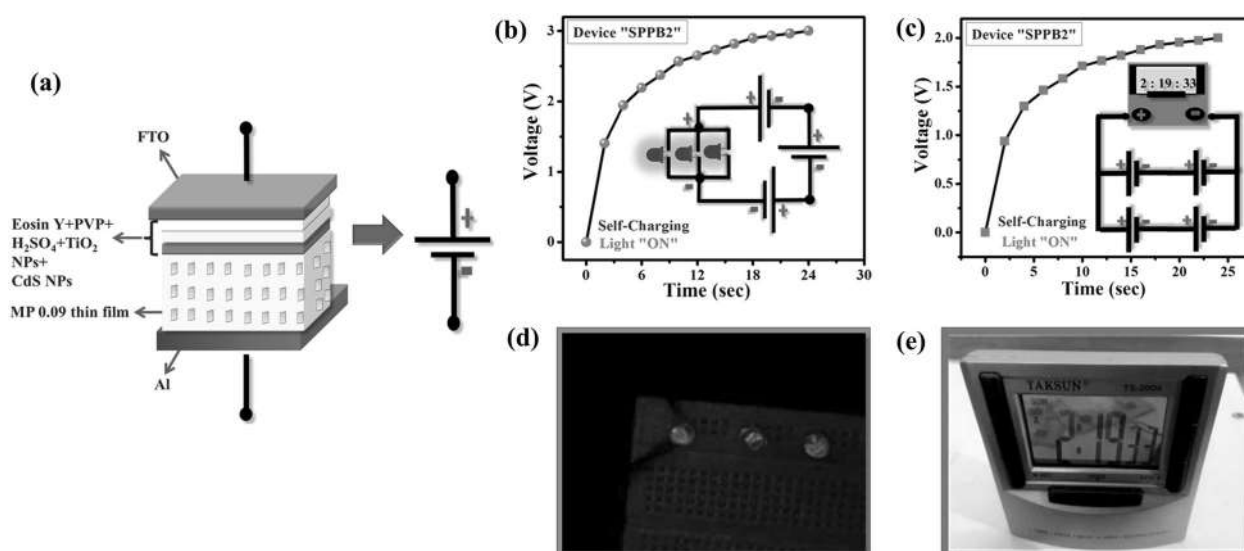 (a)
FTO
Eosin Y+PVP+
H₂SO₄+TiO₂
NPs+
CdS NPs
MP 0.09 thin film
Al
+
-
(b)
Device "SPPB2"
Voltage (V)
3
2
1
0
+
-
+
-
+
-
+
-
Self-Charging
Light "ON"
0 6 12 18 24 30
Time (sec)
(c)
Device "SPPB2"
Voltage (V)
2.0
1.5
1.0
0.5
0.0
2 : 19 : 33
+ -
+ - + -
+ - + -
Self-Charging
Light "ON"
0 5 10 15 20 25
Time (sec)
(d)
(e)
TAKSUN
2:19 33